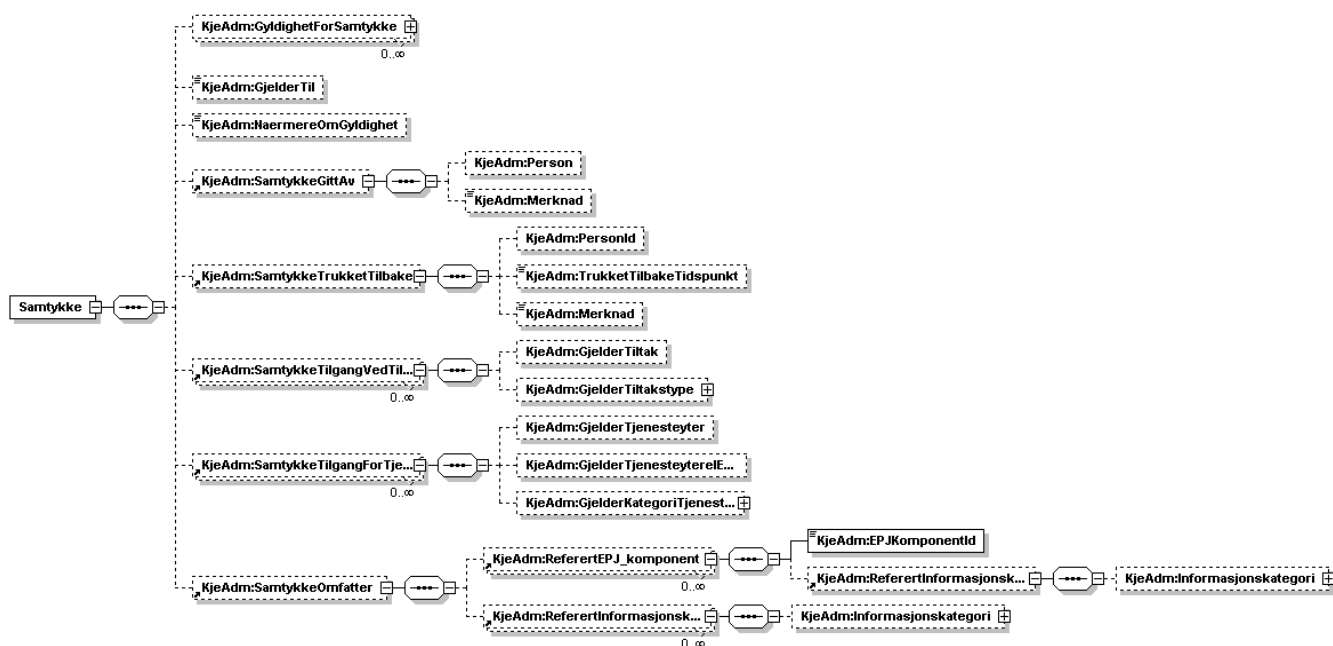 KjeAdm:GyldighetForSamtykke
0..∞
KjeAdm:GjelderTil
KjeAdm:NaermereOmGyldighet
KjeAdm:SamtykkeGittAv
KjeAdm:Person
KjeAdm:Merknad
KjeAdm:SamtykkeTrukketTilbake
KjeAdm:PersonId
KjeAdm:TrukketTilbakeTidspunkt
KjeAdm:Merknad
Samtykke
KjeAdm:SamtykkeTilgangVedTil...
0..∞
KjeAdm:GjelderTiltak
KjeAdm:GjelderTiltakstype
KjeAdm:SamtykkeTilgangForTje...
0..∞
KjeAdm:GjelderTjenesteyter
KjeAdm:GjelderTjenesteytereIE...
KjeAdm:GjelderKategoriTjenest...
KjeAdm:SamtykkeOmfatter
KjeAdm:ReferertEPJ_komponent
0..∞
KjeAdm:EPJKomponentId
KjeAdm:ReferertInformasjonsk...
KjeAdm:Informasjonskategori
KjeAdm:ReferertInformasjonsk...
0..∞
KjeAdm:Informasjonskategori